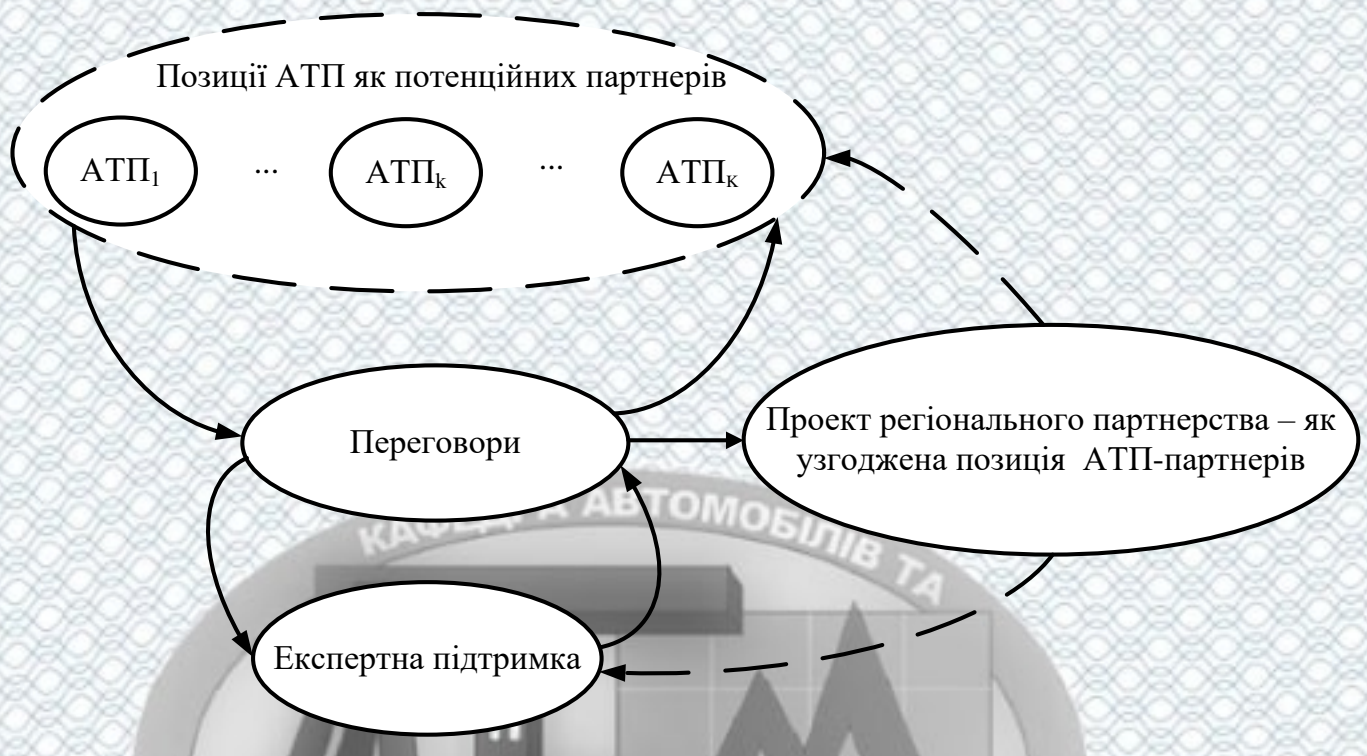 Позиції АТП як потенційних партнерів
АТП₁ ... АТПₖ ... АТПК
Переговори
Проект регіонального партнерства – як
узгоджена позиція АТП-партнерів
КАФЕДРА АВТОМОБІЛІВ ТА
Експертна підтримка